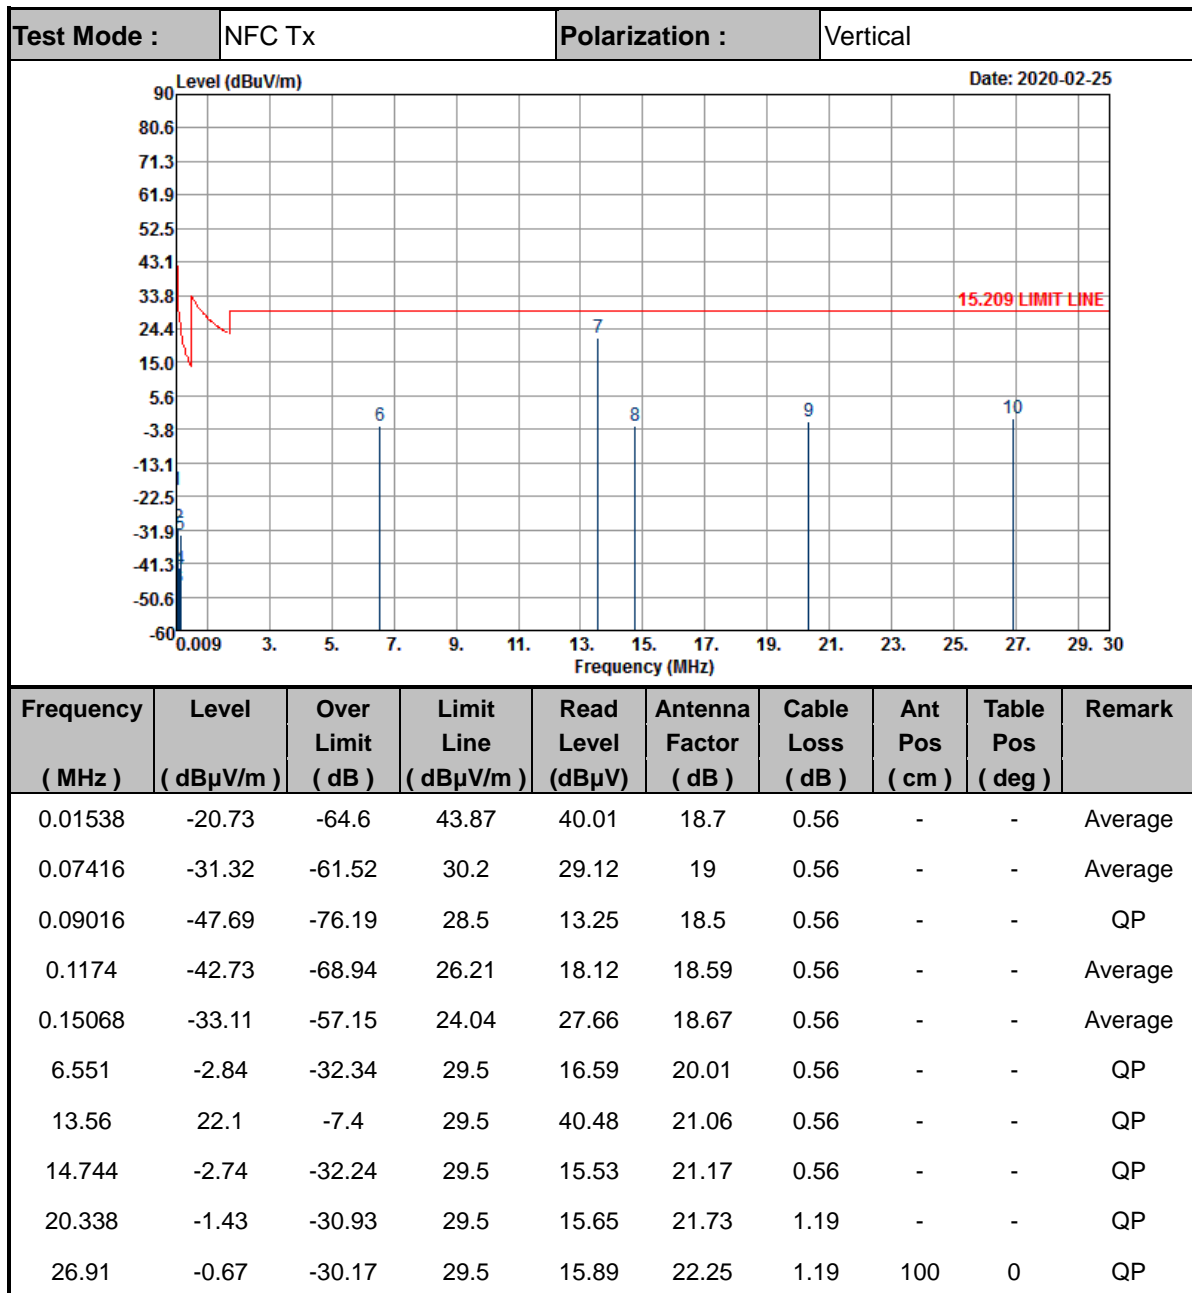 Test Mode : NFC Tx Polarization : Vertical
Level (dBuV/m) Date: 2020-02-25
90
80.6
71.3
61.9
52.5
43.1
33.8
15.209 LIMIT LINE
24.4
7
15.0
5.6
6 8 9 10
-3.8
-13.1
1
-22.5
2
5
-31.9
4
-41.3
-50.6
-60
0.009 3. 5. 7. 9. 11. 13. 15. 17. 19. 21. 23. 25. 27. 29. 30
Frequency (MHz)
Frequency Level Over Limit Read Antenna Cable Ant Table Remark
Limit Line Level Factor Loss Pos Pos
( MHz ) ( dBµV/m ) ( dB ) ( dBµV/m ) (dBµV) ( dB ) ( dB ) ( cm ) ( deg )
0.01538 -20.73 -64.6 43.87 40.01 18.7 0.56 - - Average
0.07416 -31.32 -61.52 30.2 29.12 19 0.56 - - Average
0.09016 -47.69 -76.19 28.5 13.25 18.5 0.56 - - QP
0.1174 -42.73 -68.94 26.21 18.12 18.59 0.56 - - Average
0.15068 -33.11 -57.15 24.04 27.66 18.67 0.56 - - Average
6.551 -2.84 -32.34 29.5 16.59 20.01 0.56 - - QP
13.56 22.1 -7.4 29.5 40.48 21.06 0.56 - - QP
14.744 -2.74 -32.24 29.5 15.53 21.17 0.56 - - QP
20.338 -1.43 -30.93 29.5 15.65 21.73 1.19 - - QP
26.91 -0.67 -30.17 29.5 15.89 22.25 1.19 100 0 QP